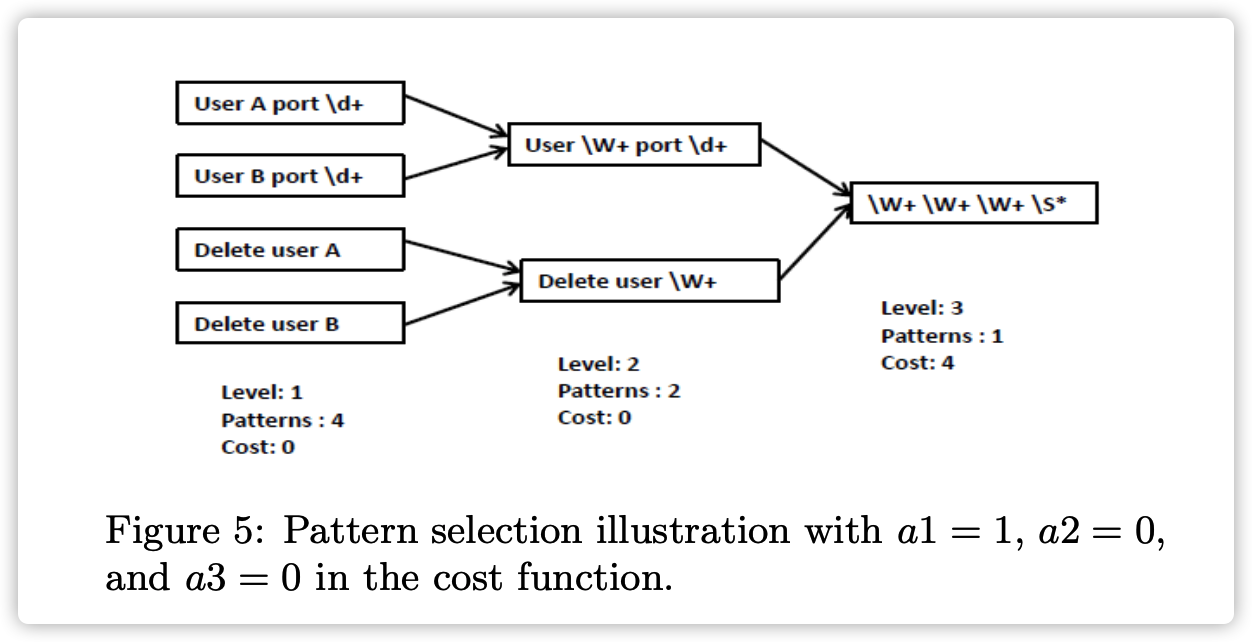 User A port \d+
User B port \d+
Delete user A
Delete user B
Level: 1
Patterns : 4
Cost: 0
User \W+ port \d+
Delete user \W+
Level: 2
Patterns : 2
Cost: 0
\W+ \W+ \W+ \S*
Level: 3
Patterns : 1
Cost: 4
Figure 5: Pattern selection illustration with a1 = 1, a2 = 0,
and a3 = 0 in the cost function.